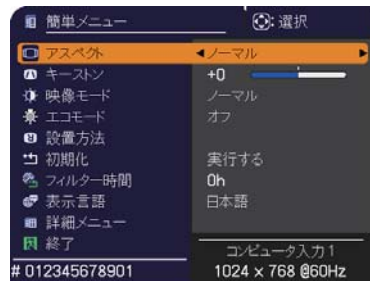 簡単メニュー :選択
アスペクト ノーマル
キーストン +0
映像モード ノーマル
エコモード オフ
設置方法
初期化 実行する
フィルター時間 0h
表示言語 日本語
詳細メニュー
終了 コンピュータ入力1
# 012345678901 1024 × 768 @60Hz